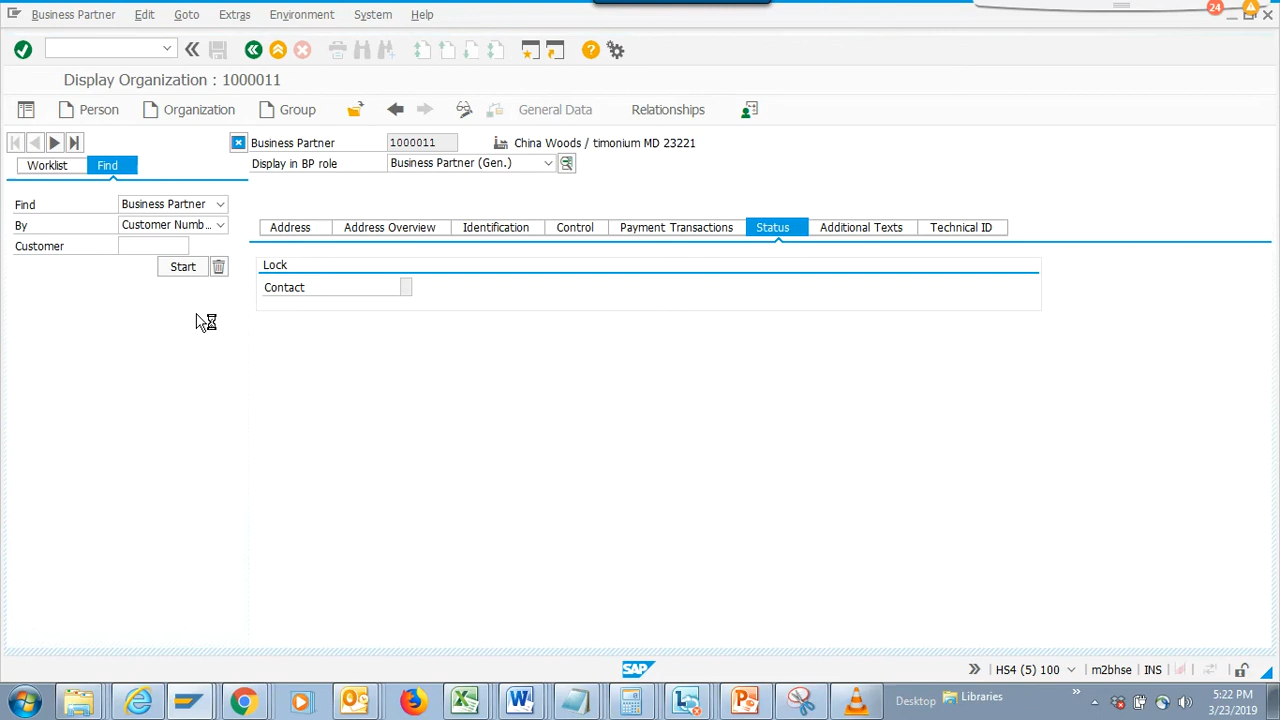 24
Business Partner Edit Goto Extras Environment System Help
Display Organization : 1000011
Person Organization Group General Data Relationships
Business Partner 1000011 China Woods / timonium MD 23221
Worklist Find
Display in BP role Business Partner (Gen.)
Find Business Partner
By Customer Numb...
Address Address Overview Identification Control Payment Transactions Status Additional Texts Technical ID
Customer
Start
Lock
Contact
SAP
HS4 (5) 100 m2bhse INS
Desktop Libraries
5:22 PM
3/23/2019